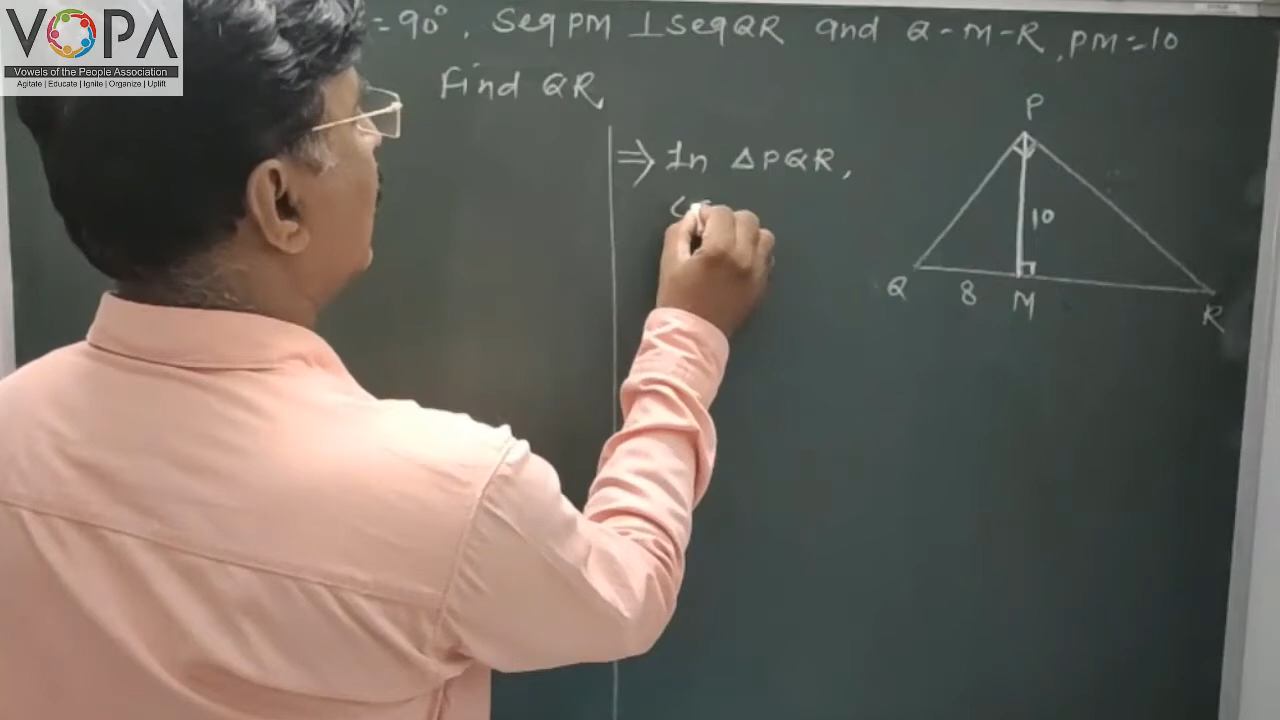 VOPA
Vowels of the People Association
Agitate | Educate | Ignite | Organize | Uplift
= 90°, seg PM ⊥ seg QR and Q - M - R, PM = 10
Find QR,
⇒ In △PQR,
P
10
Q 8 M R